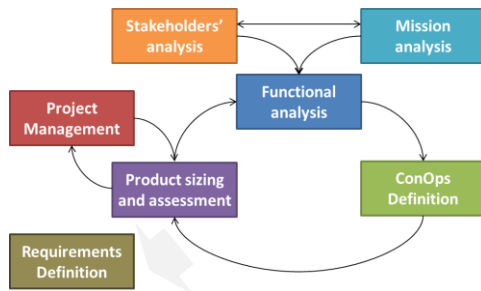 Stakeholders'
analysis
Mission
analysis
Functional
analysis
Project
Management
Product sizing
and assessment
ConOps
Definition
Requirements
Definition